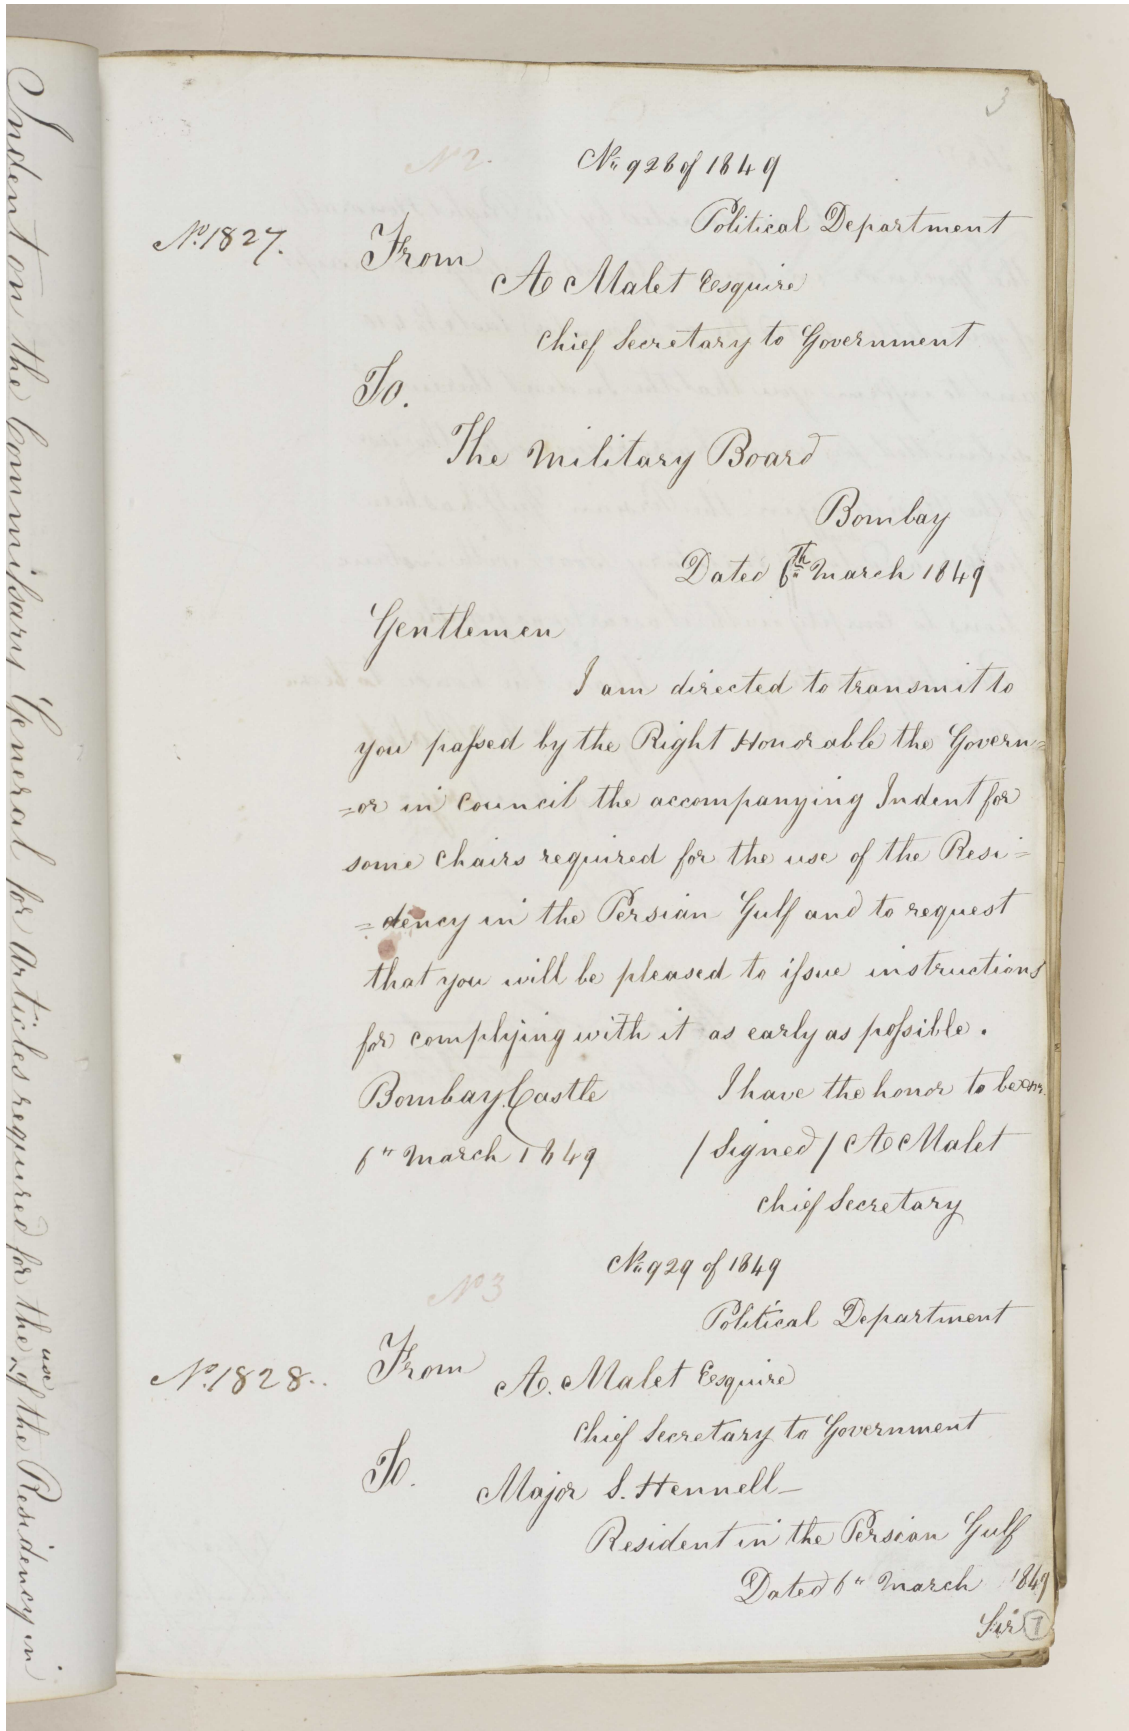 3
No 2.
No 928 of 1849
Political Department
No. 1827.
From
A Malet Esquire
Chief Secretary to Government
To.
The Military Board
Bombay
Dated 6th March 1849
Gentlemen
I am directed to transmit to
you passed by the Right Honorable the Govern=
=or in Council the accompanying Indent for
some chairs required for the use of the Resi=
=dency in the Persian Gulf and to request
that you will be pleased to issue instructions
for complying with it as early as possible.
Bombay Castle I have the honor to be
6th March 1849 /Signed/ A Malet
Chief Secretary
No 929 of 1849
No 3
Political Department
No. 1828.
From A. Malet Esquire
Chief Secretary to Government
To. Major S. Hennell
Resident in the Persian Gulf
Dated 6th March 1849
Sir
7
Indent on the Commissary General for articles required for the use of the Residency in